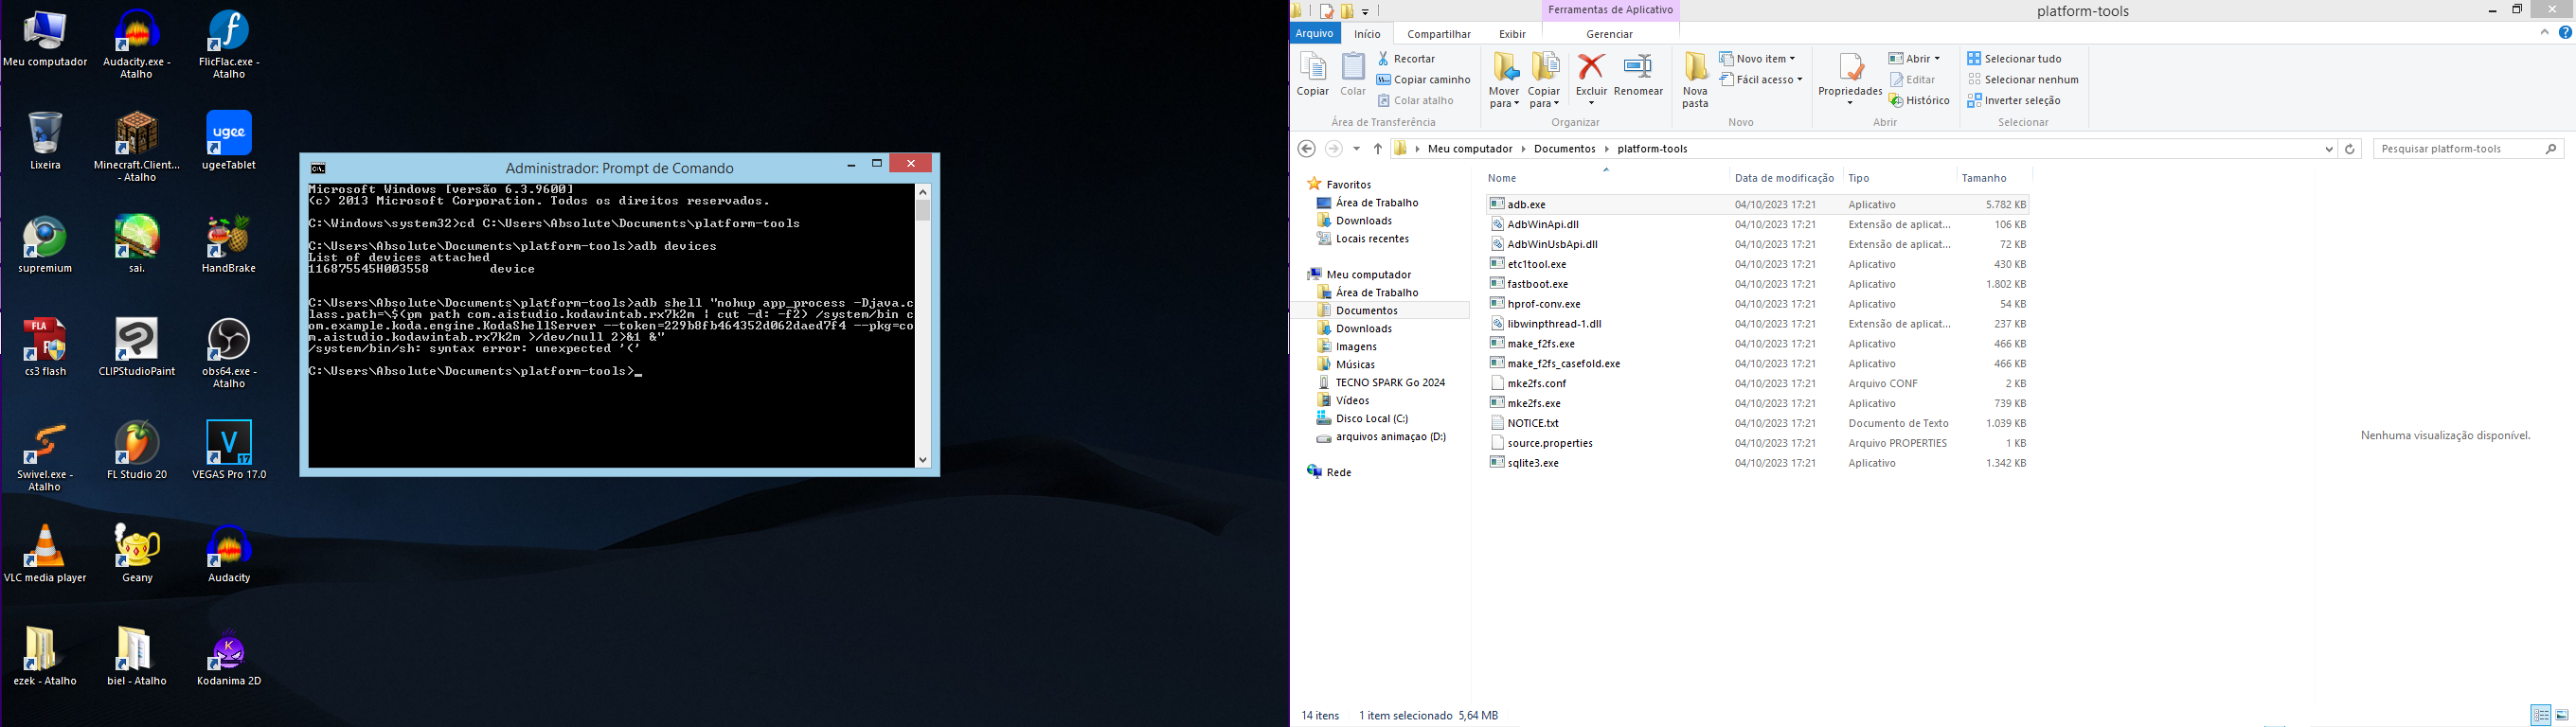 Meu computador
Audacity.exe - Atalho
FlicFlac.exe - Atalho
Lixeira
Minecraft.Client... - Atalho
ugee
ugeeTablet
supremium
sai.
HandBrake
FLA
cs3 flash
CLIPStudioPaint
obs64.exe - Atalho
Swivel.exe - Atalho
FL Studio 20
V
17
VEGAS Pro 17.0
VLC media player
Geany
Audacity
ezek - Atalho
biel - Atalho
K
Kodanima 2D
C:\.
Administrador: Prompt de Comando
Microsoft Windows [versão 6.3.9600]
(c) 2013 Microsoft Corporation. Todos os direitos reservados.
C:\Windows\system32>cd C:\Users\Absolute\Documents\platform-tools
C:\Users\Absolute\Documents\platform-tools>adb devices
List of devices attached
116875545H003558        device
C:\Users\Absolute\Documents\platform-tools>adb shell "nohup app_process -Djava.c
lass.path=\$(pm path com.aistudio.kodawintab.rx7k2m | cut -d: -f2) /system/bin c
om.example.koda.engine.KodaShellServer --token=229b8fb464352d062daed7f4 --pkg=co
m.aistudio.kodawintab.rx7k2m >/dev/null 2>&1 &"
/system/bin/sh: syntax error: unexpected '('
C:\Users\Absolute\Documents\platform-tools>_
Ferramentas de Aplicativo
platform-tools
Arquivo
Início
Compartilhar
Exibir
Gerenciar
Copiar
Colar
Recortar
Copiar caminho
Colar atalho
Área de Transferência
Mover para
Copiar para
Excluir
Renomear
Organizar
Nova pasta
Novo item
Fácil acesso
Novo
Propriedades
Abrir
Editar
Histórico
Abrir
Selecionar tudo
Selecionar nenhum
Inverter seleção
Selecionar
Meu computador
Documentos
platform-tools
Pesquisar platform-tools
Favoritos
Área de Trabalho
Downloads
Locais recentes
Meu computador
Área de Trabalho
Documentos
Downloads
Imagens
Músicas
TECNO SPARK Go 2024
Vídeos
Disco Local (C:)
arquivos animaçao (D:)
Rede
Nome Data de modificação Tipo Tamanho
adb.exe 04/10/2023 17:21 Aplicativo 5.782 KB
AdbWinApi.dll 04/10/2023 17:21 Extensão de aplicat... 106 KB
AdbWinUsbApi.dll 04/10/2023 17:21 Extensão de aplicat... 72 KB
etc1tool.exe 04/10/2023 17:21 Aplicativo 430 KB
fastboot.exe 04/10/2023 17:21 Aplicativo 1.802 KB
hprof-conv.exe 04/10/2023 17:21 Aplicativo 54 KB
libwinpthread-1.dll 04/10/2023 17:21 Extensão de aplicat... 237 KB
make_f2fs.exe 04/10/2023 17:21 Aplicativo 466 KB
make_f2fs_casefold.exe 04/10/2023 17:21 Aplicativo 466 KB
mke2fs.conf 04/10/2023 17:21 Arquivo CONF 2 KB
mke2fs.exe 04/10/2023 17:21 Aplicativo 739 KB
NOTICE.txt 04/10/2023 17:21 Documento de Texto 1.039 KB
source.properties 04/10/2023 17:21 Arquivo PROPERTIES 1 KB
sqlite3.exe 04/10/2023 17:21 Aplicativo 1.342 KB
Nenhuma visualização disponível.
14 itens
1 item selecionado 5,64 MB